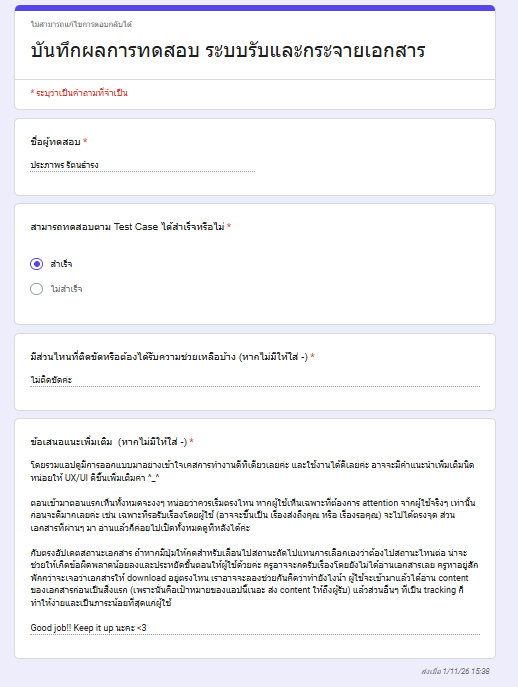 ไม่สามารถแก้ไขการตอบกลับได้
บันทึกผลการทดสอบ ระบบรับและกระจายเอกสาร
* ระบุว่าเป็นคำถามที่จำเป็น
ชื่อผู้ทดสอบ *
ประภาพร รัตนธำรง
สามารถทดสอบตาม Test Case ได้สำเร็จหรือไม่ *
สำเร็จ
ไม่สำเร็จ
มีส่วนไหนที่ติดขัดหรือต้องได้รับความช่วยเหลือบ้าง (หากไม่มีให้ใส่ -) *
ไม่ติดขัดค่ะ
ข้อเสนอแนะเพิ่มเติม (หากไม่มีให้ใส่ -) *
โดยรวมแอปดูมีการออกแบบมาอย่างเข้าใจเคสการทำงานดีทีเดียวเลยค่ะ และใช้งานได้ดีเลยค่ะ อาจจะมีคำแนะนำเพิ่มเติมนิด
หน่อยให้ UX/UI ดีขึ้นเพิ่มเติมค่า ^_^
ตอนเข้ามาตอนแรกเห็นทั้งหมดจะงงๆ หน่อยว่าควรเริ่มตรงไหน หากผู้ใช้เห็นเฉพาะที่ต้องการ attention จากผู้ใช้จริงๆ เท่านั้น
ก่อนจะดีมากเลยค่ะ เช่น เฉพาะที่รอรับเรื่องโดยผู้ใช้ (อาจจะขึ้นเป็น เรื่องส่งถึงคุณ หรือ เรื่องรอคุณ) จะไปได้ตรงจุด ส่วน
เอกสารที่ผ่านๆ มา อ่านแล้วก็ค่อยไปเปิดทั้งหมดดูทีหลังได้ค่ะ
กับตรงอัปเดตสถานะเอกสาร ถ้าหากมีปุ่มให้กดสำหรับเลื่อนไปสถานะถัดไปแทนการเลือกเองว่าต้องไปสถานะไหนต่อ น่าจะ
ช่วยให้เกิดข้อผิดพลาดน้อยลงและประหยัดขั้นตอนให้ผู้ใช้ด้วยค่ะ ครูอาจจะกดรับเรื่องโดยยังไม่ได้อ่านเอกสารเลย ครูหาอยู่สัก
พักกว่าจะเจอว่าเอกสารให้ download อยู่ตรงไหน เราอาจจะลองช่วยกันคิดว่าทำยังไงน้า ผู้ใช้จะเข้ามาแล้วได้อ่าน content
ของเอกสารก่อนเป็นสิ่งแรก (เพราะนั่นคือเป้าหมายของแอปนี้เนอะ ส่ง content ให้ถึงผู้รับ) แล้วส่วนอื่นๆ ที่เป็น tracking ก็
ทำให้ง่ายและเป็นภาระน้อยที่สุดแก่ผู้ใช้
Good job!! Keep it up นะคะ <3
ส่งเมื่อ 1/11/26 15:36